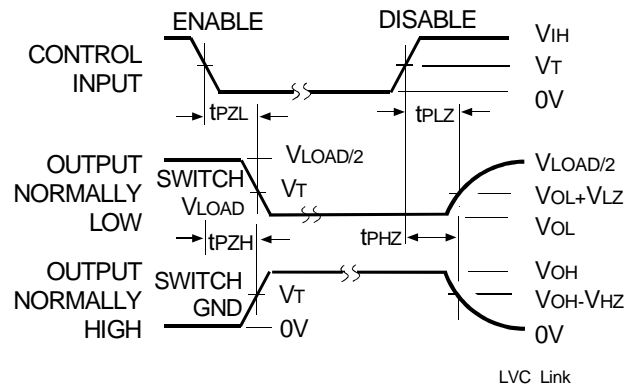 ENABLE
DISABLE
CONTROL
INPUT
VIH
VT
0V
tPZL
tPLZ
OUTPUT
NORMALLY
LOW
SWITCH
VLOAD
VLOAD/2
VT
VLOAD/2
VOL+VLZ
VOL
tPZH
tPHZ
OUTPUT
NORMALLY
HIGH
SWITCH
GND
VT
0V
VOH
VOH-VHZ
0V
LVC Link